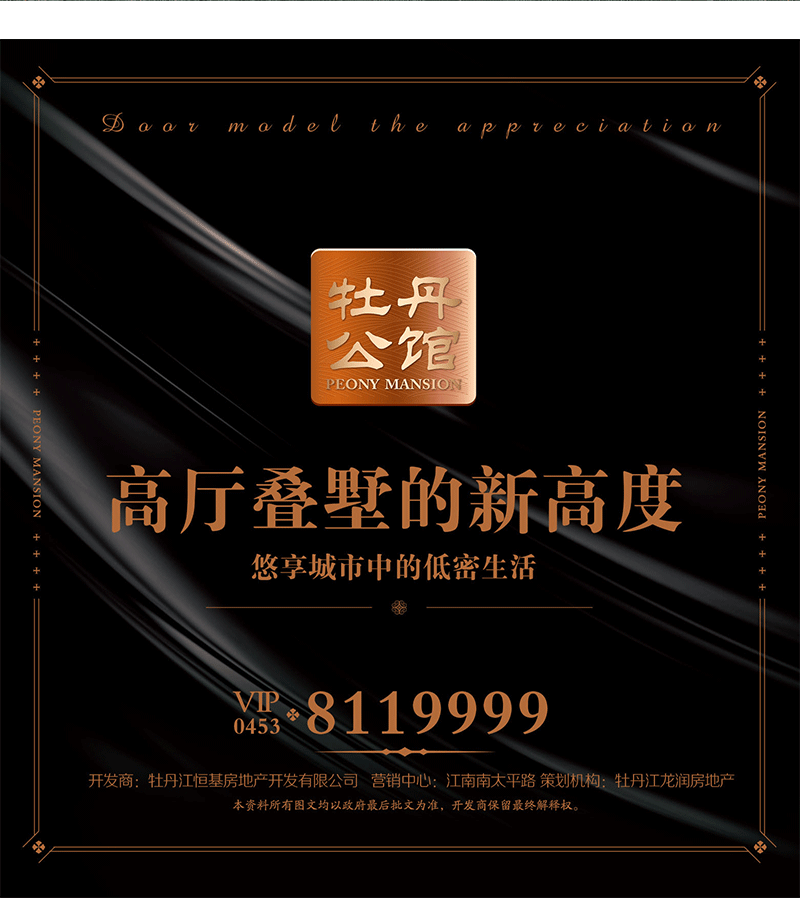 Door model the appreciation
牡丹
公馆
PEONY MANSION
PEONY MANSION
PEONY MANSION
高厅叠墅的新高度
悠享城市中的低密生活
VIP
0453
8119999
开发商：牡丹江恒基房地产开发有限公司 营销中心：江南南太平路 策划机构：牡丹江龙润房地产
本资料所有图文均以政府最后批文为准，开发商保留最终解释权。